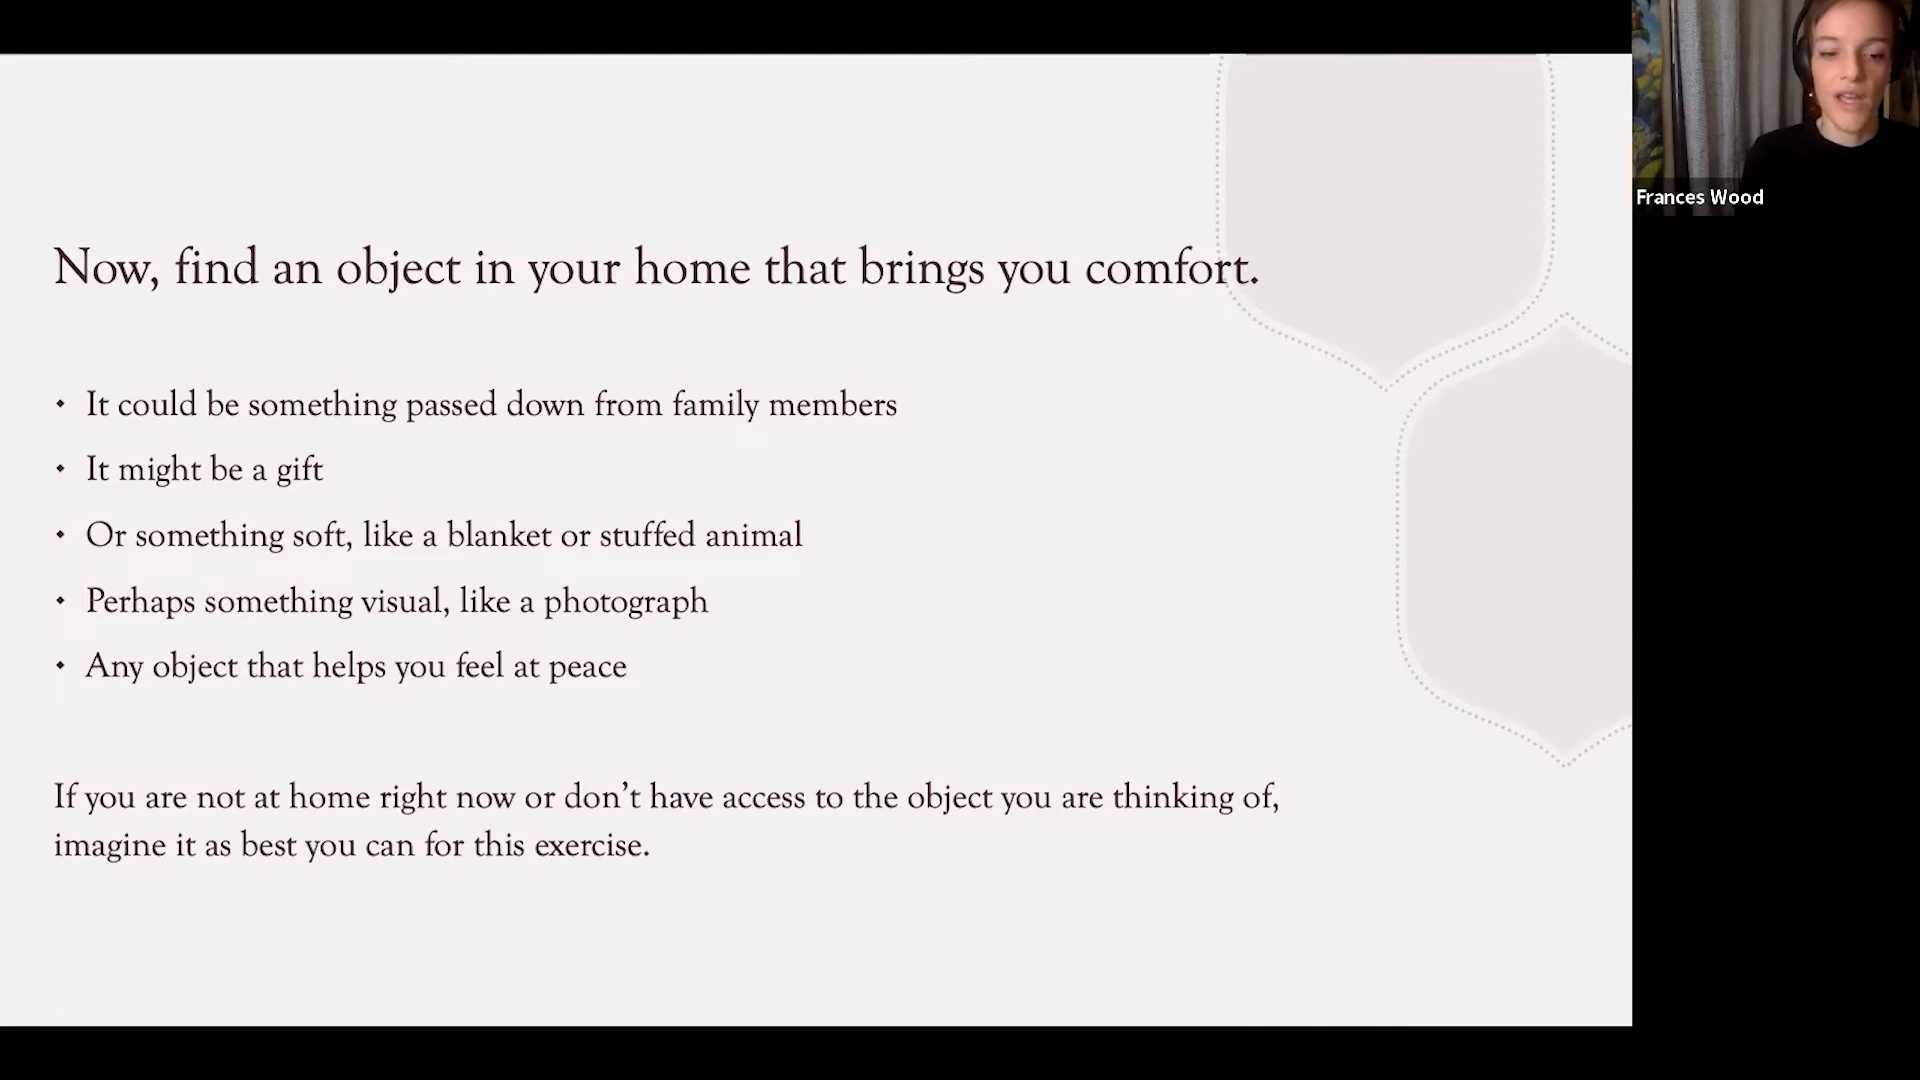 Now, find an object in your home that brings you comfort.
• It could be something passed down from family members
• It might be a gift
• Or something soft, like a blanket or stuffed animal
• Perhaps something visual, like a photograph
• Any object that helps you feel at peace
If you are not at home right now or don’t have access to the object you are thinking of,
imagine it as best you can for this exercise.
Frances Wood